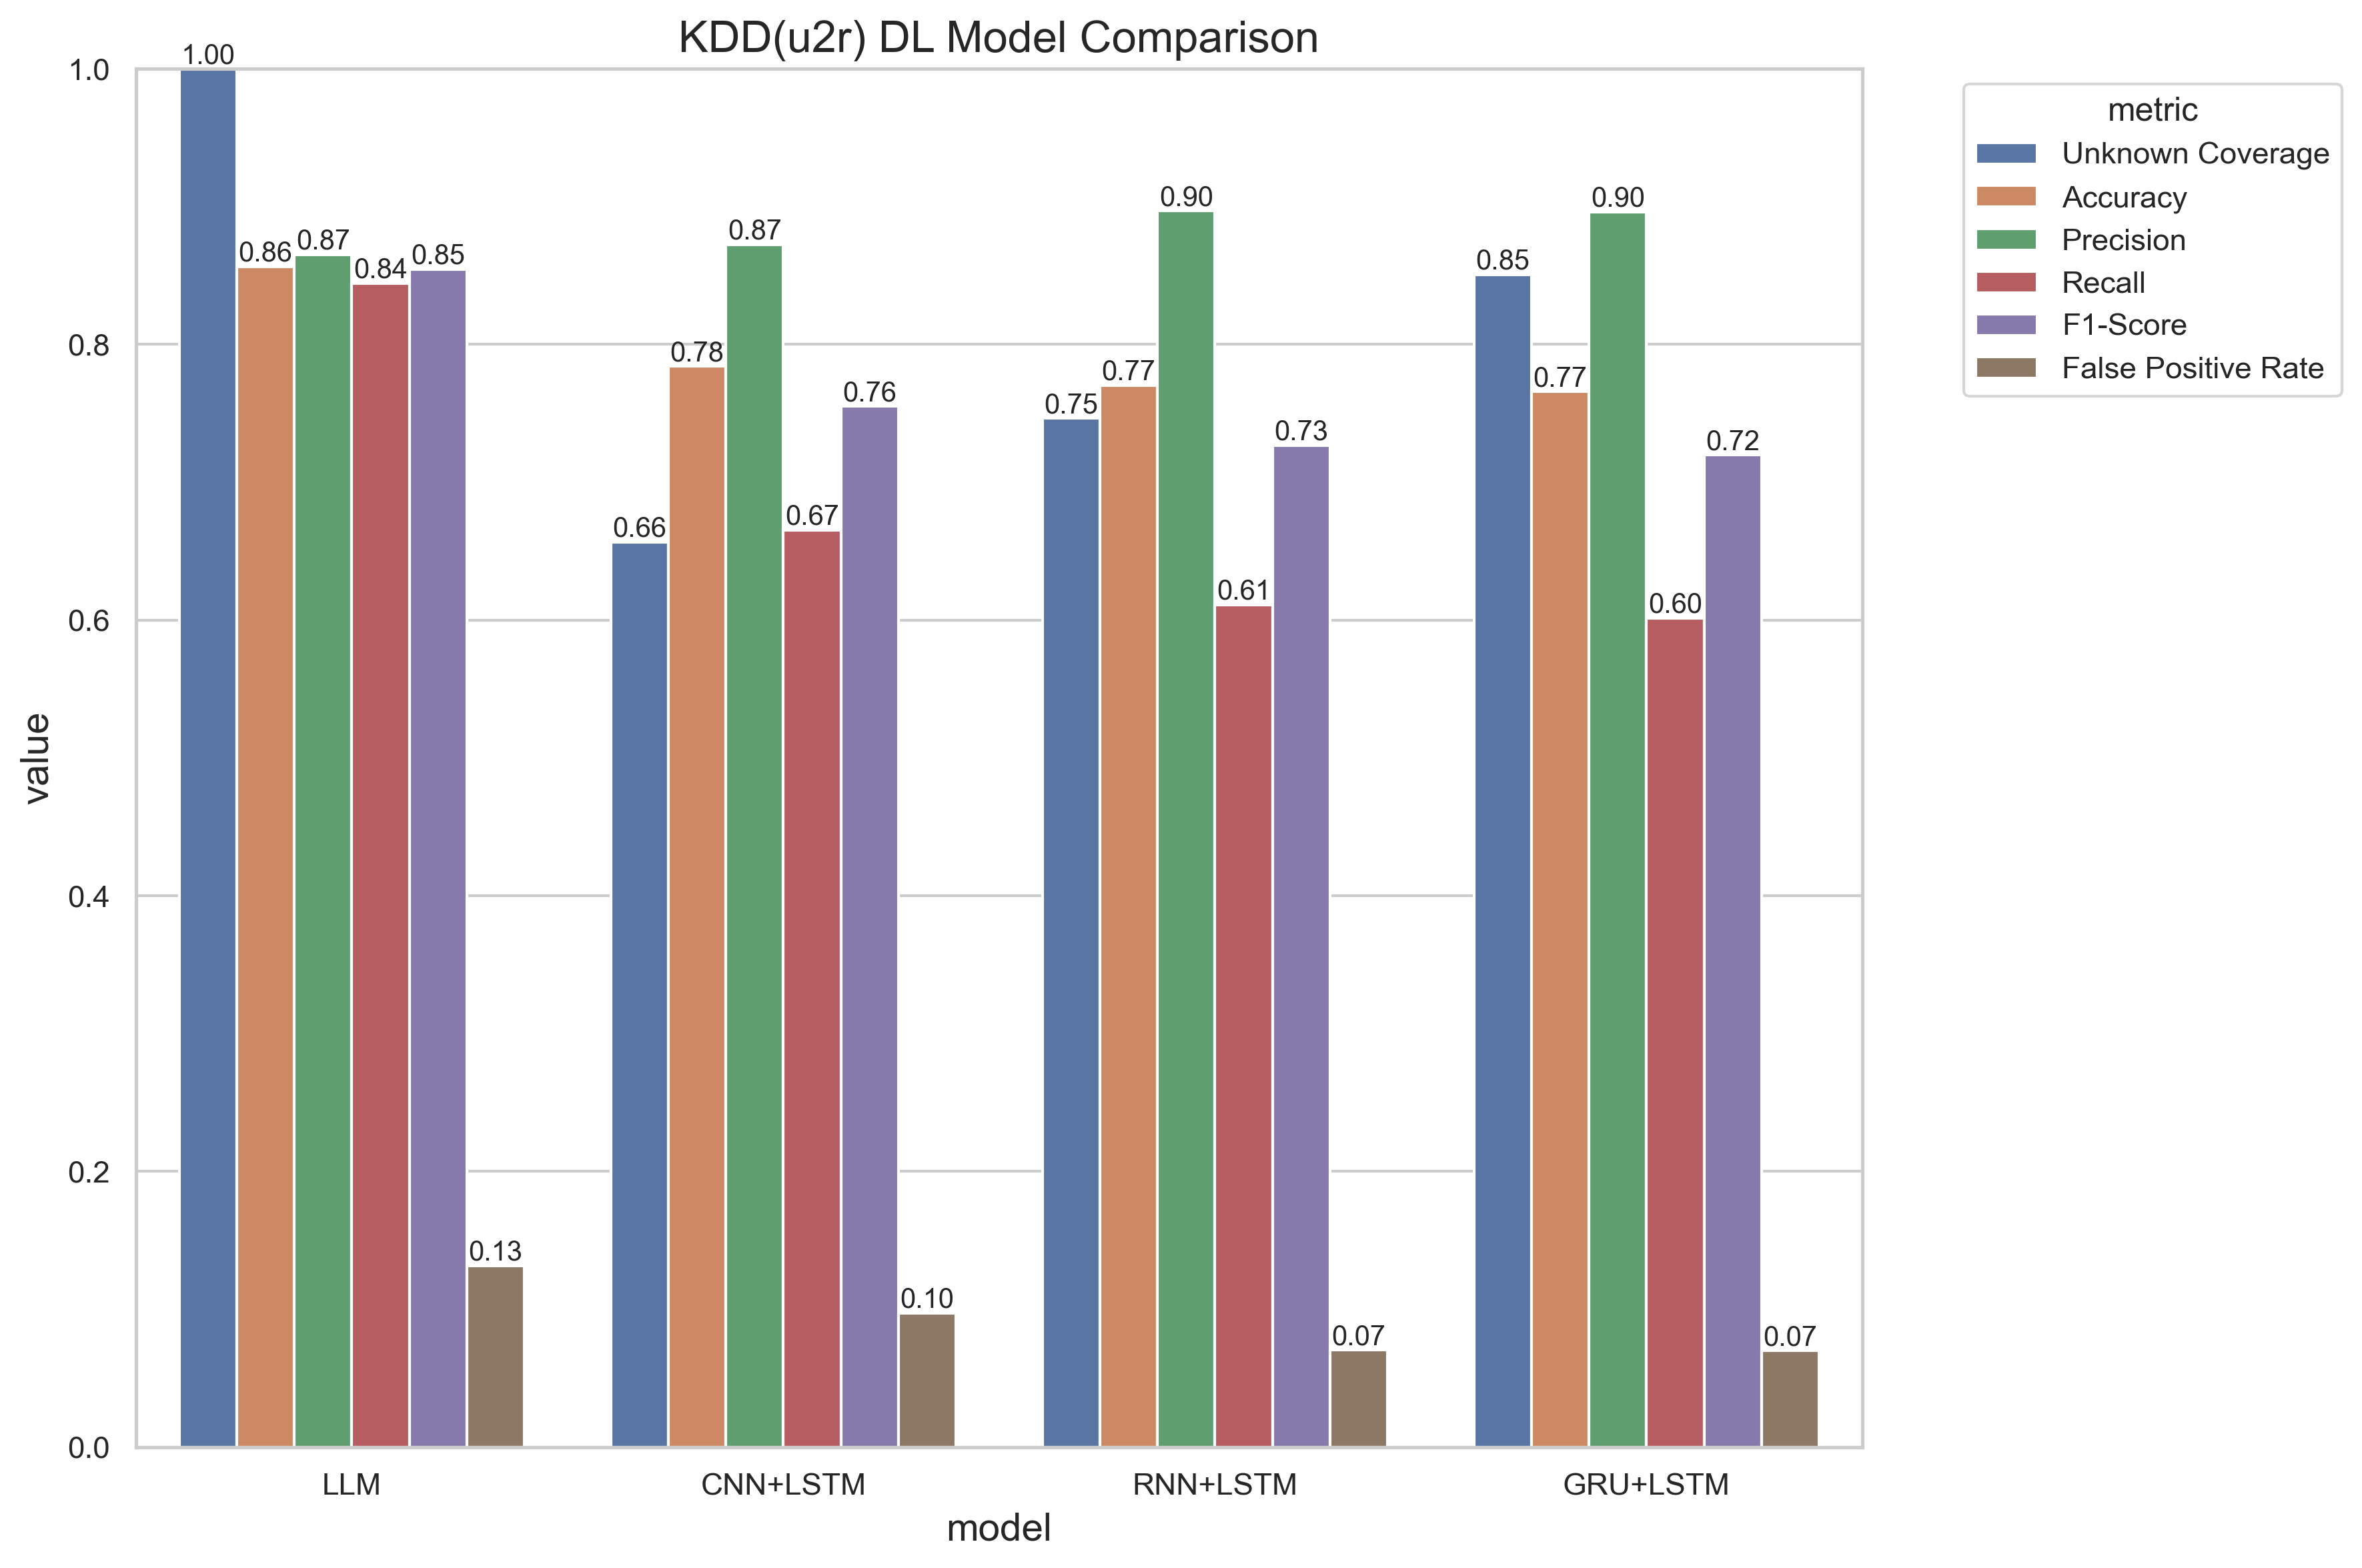 KDD(u2r) DL Model Comparison
1.00
0.86
0.87
0.84
0.85
0.13
0.66
0.78
0.87
0.67
0.76
0.10
0.75
0.77
0.90
0.61
0.73
0.07
0.85
0.77
0.90
0.60
0.72
0.07
1.0
0.8
0.6
0.4
0.2
0.0
value
LLM
CNN+LSTM
RNN+LSTM
GRU+LSTM
model
metric
Unknown Coverage
Accuracy
Precision
Recall
F1-Score
False Positive Rate